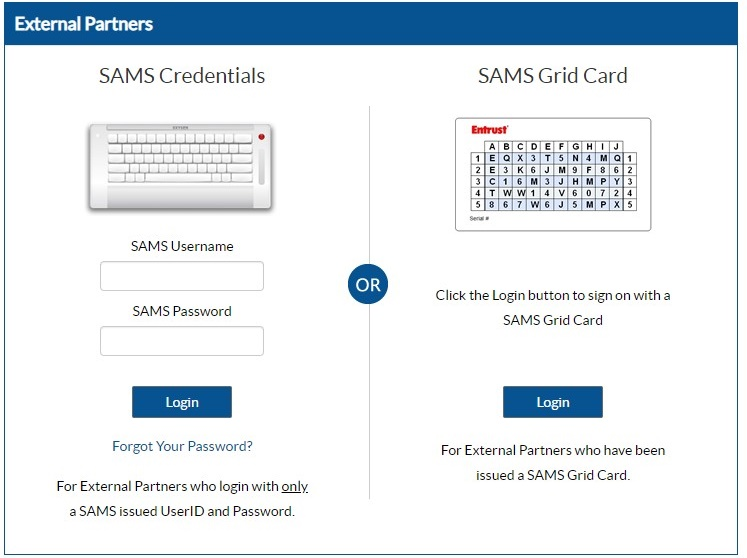 External Partners
SAMS Credentials
SAMS Username
SAMS Password
Login
Forgot Your Password?
For External Partners who login with only
a SAMS issued UserID and Password.
OR
SAMS Grid Card
Entrust
A B C D E F G H I J
1 E Q X 3 T 5 N 4 M Q 1
2 E 3 K 6 J M 9 F 8 6 2
3 C 1 6 M 3 J H M P Y 3
4 T W W 1 4 V 6 0 7 2 4
5 8 6 7 W 6 J 5 M P X 5
Serial #
Click the Login button to sign on with a
SAMS Grid Card
Login
For External Partners who have been
issued a SAMS Grid Card.